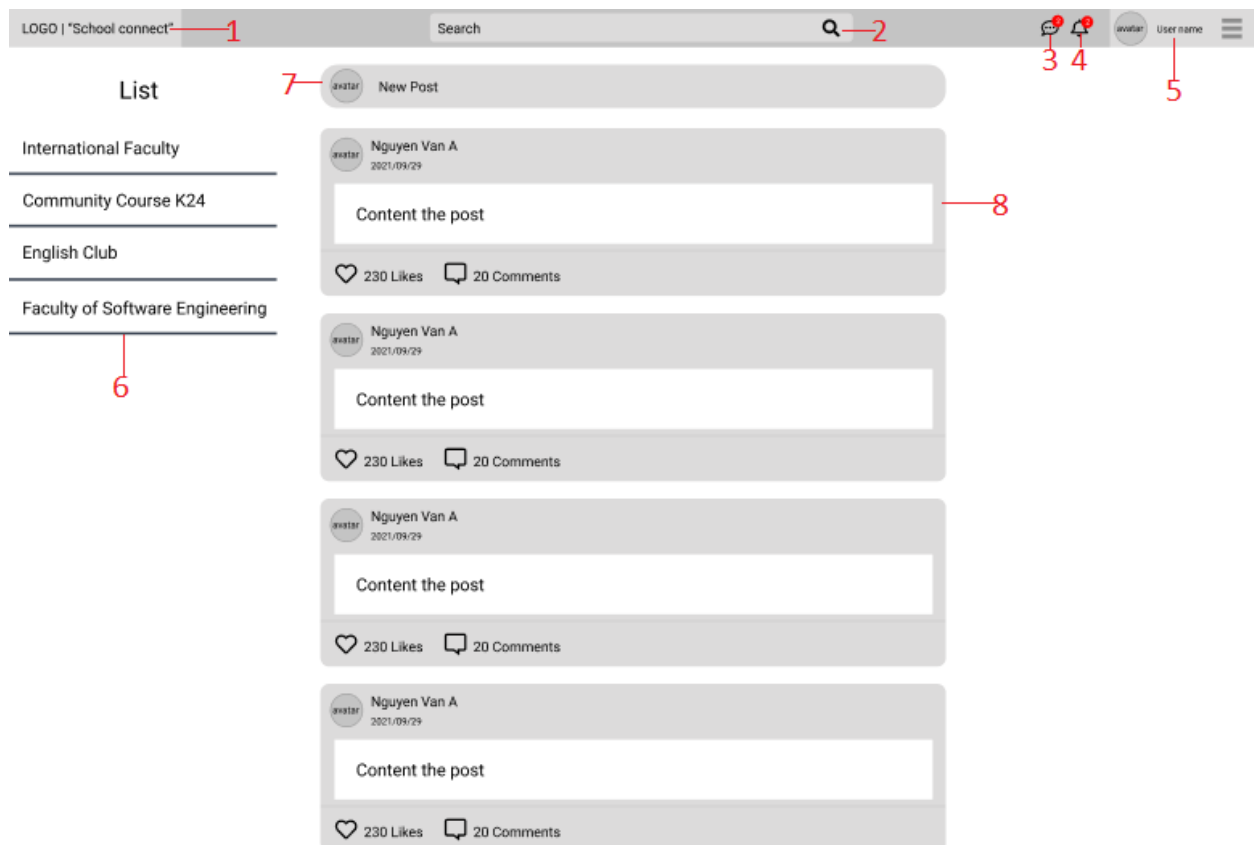 LOGO | "School connect"
1
Search
2
2
2
3
4
avatar
User name
5
List
International Faculty
Community Course K24
English Club
Faculty of Software Engineering
6
7
avatar
New Post
avatar
Nguyen Van A
2021/09/29
Content the post
8
230 Likes
20 Comments
avatar
Nguyen Van A
2021/09/29
Content the post
230 Likes
20 Comments
avatar
Nguyen Van A
2021/09/29
Content the post
230 Likes
20 Comments
avatar
Nguyen Van A
2021/09/29
Content the post
230 Likes
20 Comments